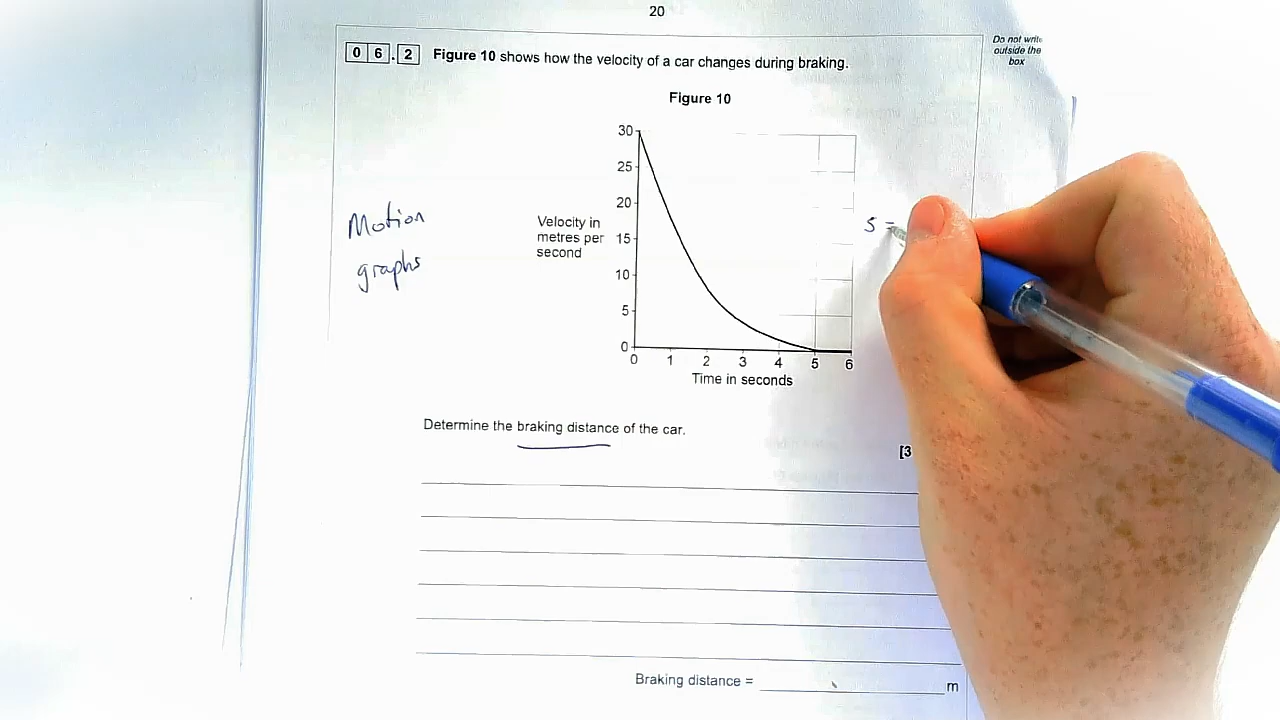 20
0 6 . 2 Figure 10 shows how the velocity of a car changes during braking.
Do not write
outside the
box
Figure 10
30
25
20
15
10
5
0
Velocity in
metres per
second
0 1 2 3 4 5 6
Time in seconds
Motion
graphs
s =
Determine the braking distance of the car.
[3
Braking distance = m